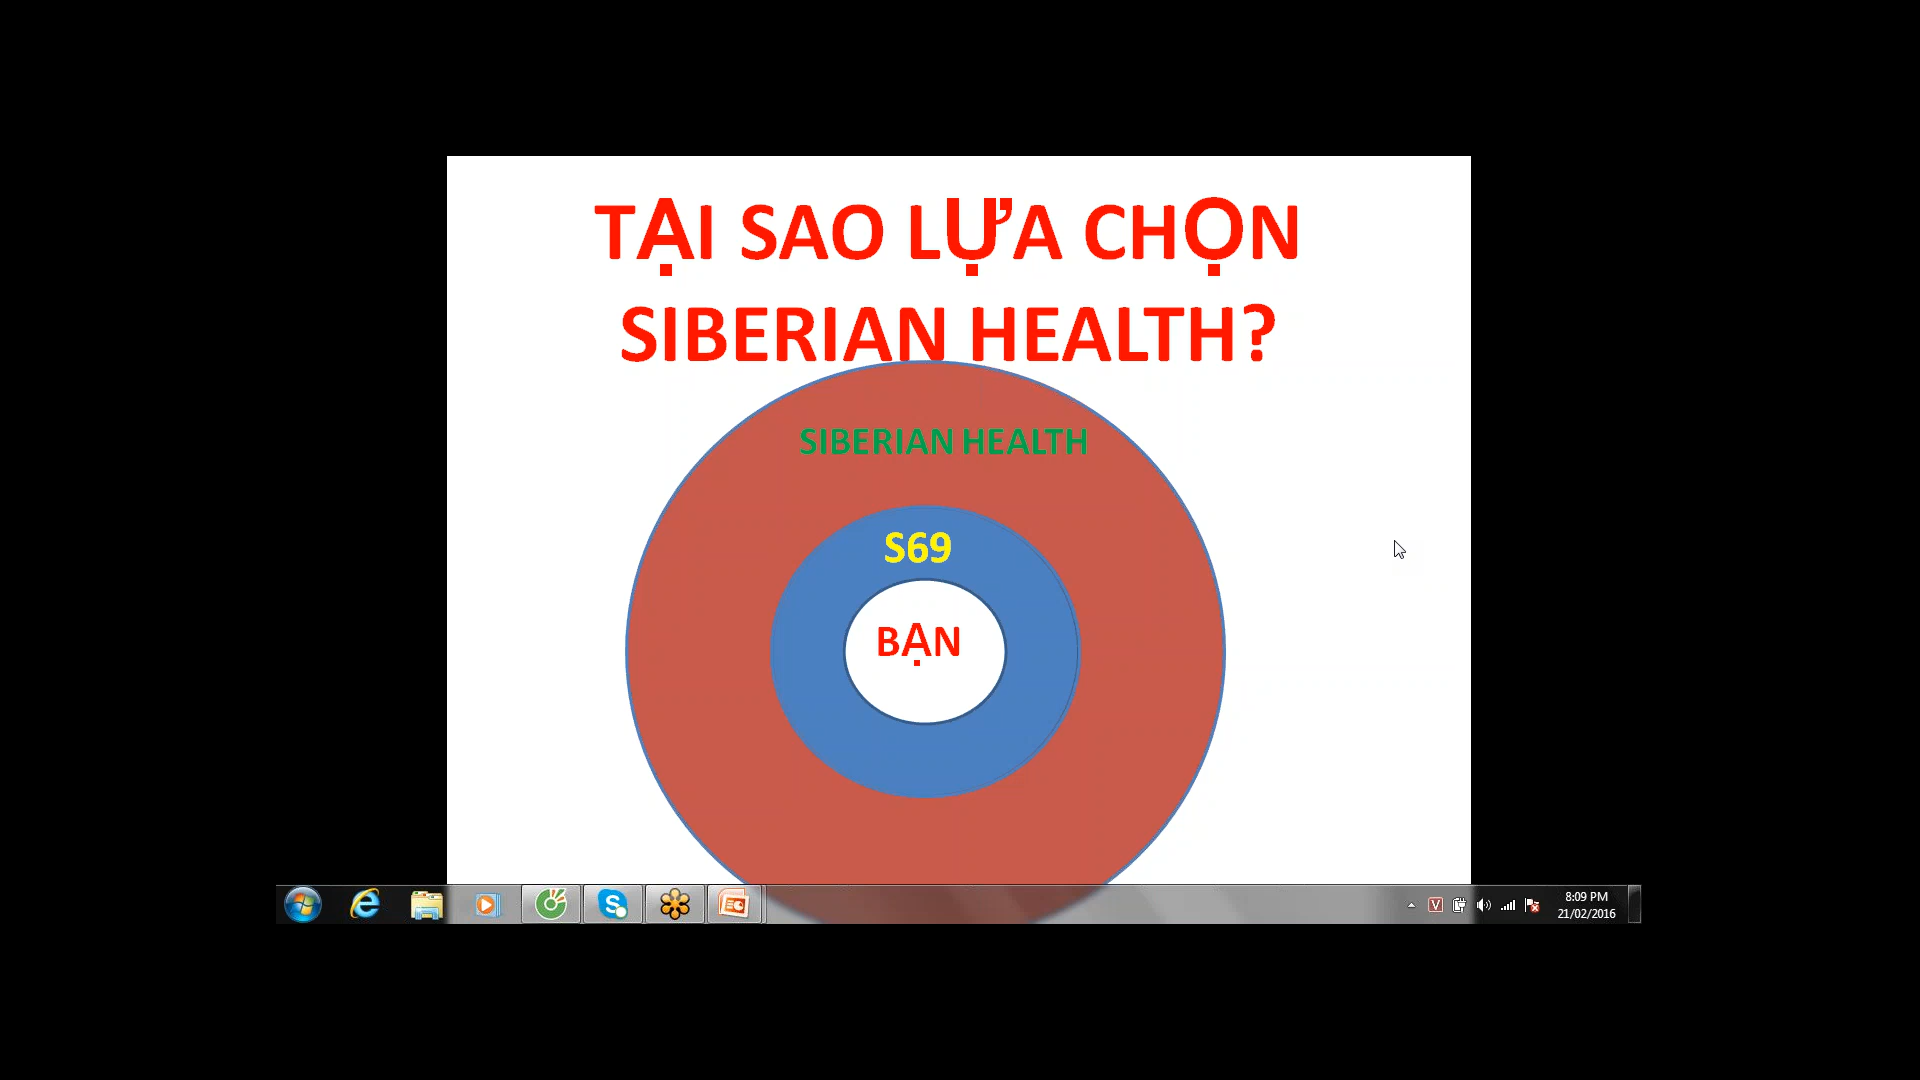 TẠI SAO LỰA CHỌN
SIBERIAN HEALTH?
SIBERIAN HEALTH
S69
BẠN
8:09 PM
21/02/2016